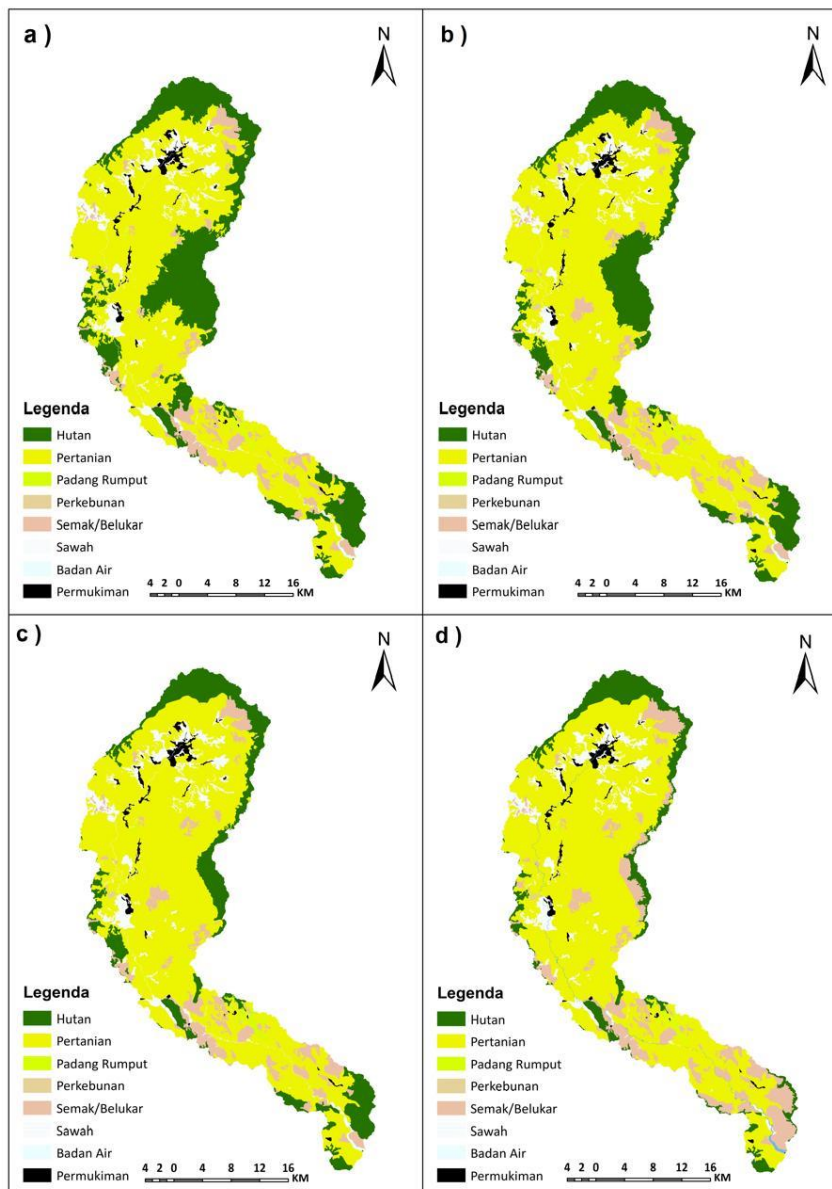 a )
N
Legenda
Hutan
Pertanian
Padang Rumput
Perkebunan
Semak/Belukar
Sawah
Badan Air
Permukiman
4 2 0 4 8 12 16
KM
b )
N
Legenda
Hutan
Pertanian
Padang Rumput
Perkebunan
Semak/Belukar
Sawah
Badan Air
Permukiman
4 2 0 4 8 12 16
KM
c )
N
Legenda
Hutan
Pertanian
Padang Rumput
Perkebunan
Semak/Belukar
Sawah
Badan Air
Permukiman
4 2 0 4 8 12 16
KM
d )
N
Legenda
Hutan
Pertanian
Padang Rumput
Perkebunan
Semak/Belukar
Sawah
Badan Air
Permukiman
4 2 0 4 8 12 16
KM